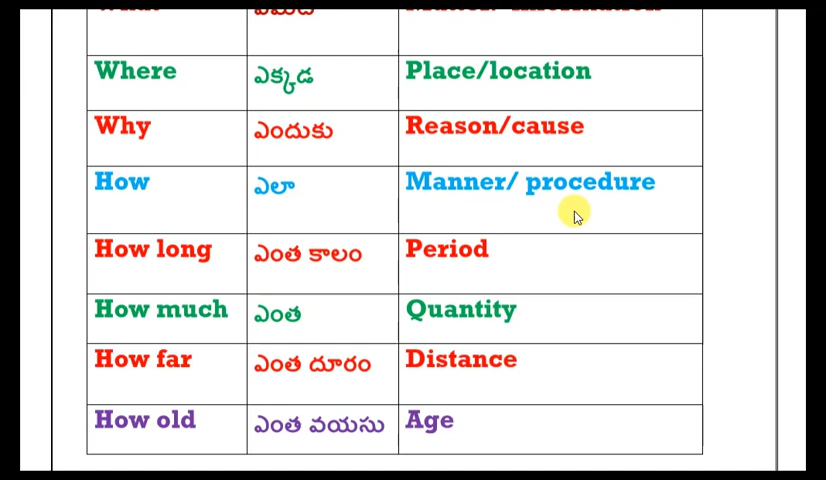 Where ఎక్కడ Place/location
Why ఎందుకు Reason/cause
How ఎలా Manner/ procedure
How long ఎంత కాలం Period
How much ఎంత Quantity
How far ఎంత దూరం Distance
How old ఎంత వయసు Age